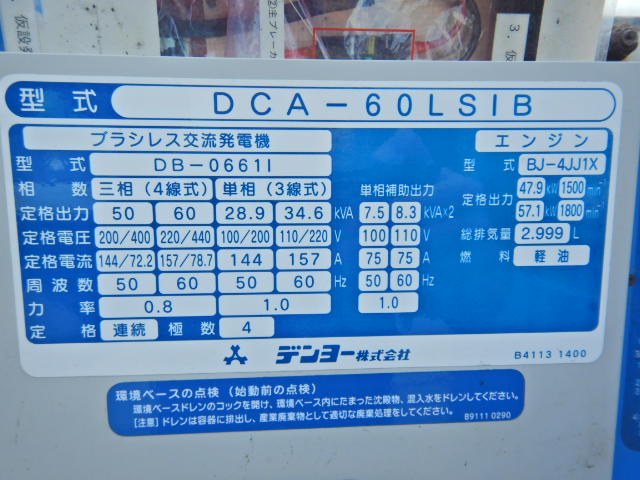 ②主ブレーカ
3. 仮
仮設発
型式 DCA-60LSIB
ブラシレス交流発電機 エンジン
型式 DB-0661I 型式 BJ-4JJ1X
相数 三相(4線式) 単相(3線式) 単相補助出力 定格出力 47.9 kW 1500 min⁻¹
定格出力 50 60 28.9 34.6 kVA 7.5 8.3 kVA×2 57.1 kW 1800 min⁻¹
定格電圧 200/400 220/440 100/200 110/220 V 100 110 V 総排気量 2.999 L
定格電流 144/72.2 157/78.7 144 157 A 75 75 A 燃料 軽油
周波数 50 60 50 60 Hz 50 60 Hz
力率 0.8 1.0 1.0
定格 連続 極数 4
デンヨー株式会社 B4113 1400
環境ベースの点検(始動前の点検)
環境ベースドレンのコックを開け、環境ベース内にたまった沈殿物、混入水をドレンしてください。
[注意]ドレンは容器に排出し、産業廃棄物として適切な廃棄処理をしてください。 B9111 0290